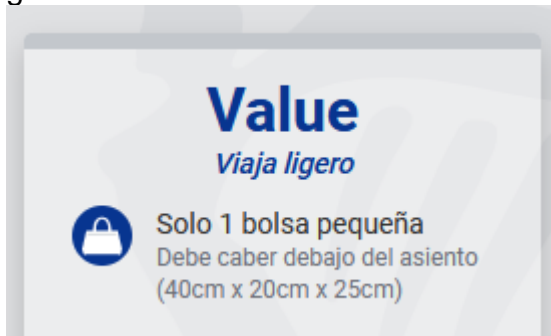 Value
Viaja ligero
Solo 1 bolsa pequeña
Debe caber debajo del asiento
(40cm x 20cm x 25cm)